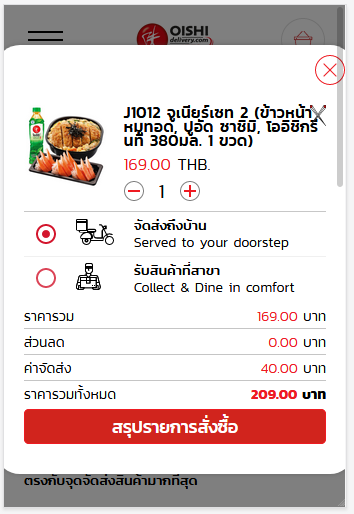 OISHI
delivery.com
J1012 จูเนียร์เซท 2 (ข้าวหน้า
หมูทอด, ปูอัด ซาซิมิ, โออิชิกรี
นที 380มล. 1 ขวด)
169.00 THB.
1
จัดส่งถึงบ้าน
Served to your doorstep
รับสินค้าที่สาขา
Collect & Dine in comfort
ราคารวม 169.00 บาท
ส่วนลด 0.00 บาท
ค่าจัดส่ง 40.00 บาท
ราคารวมทั้งหมด 209.00 บาท
สรุปรายการสั่งซื้อ
ตรงกับจุดจัดส่งสินค้ามากที่สุด